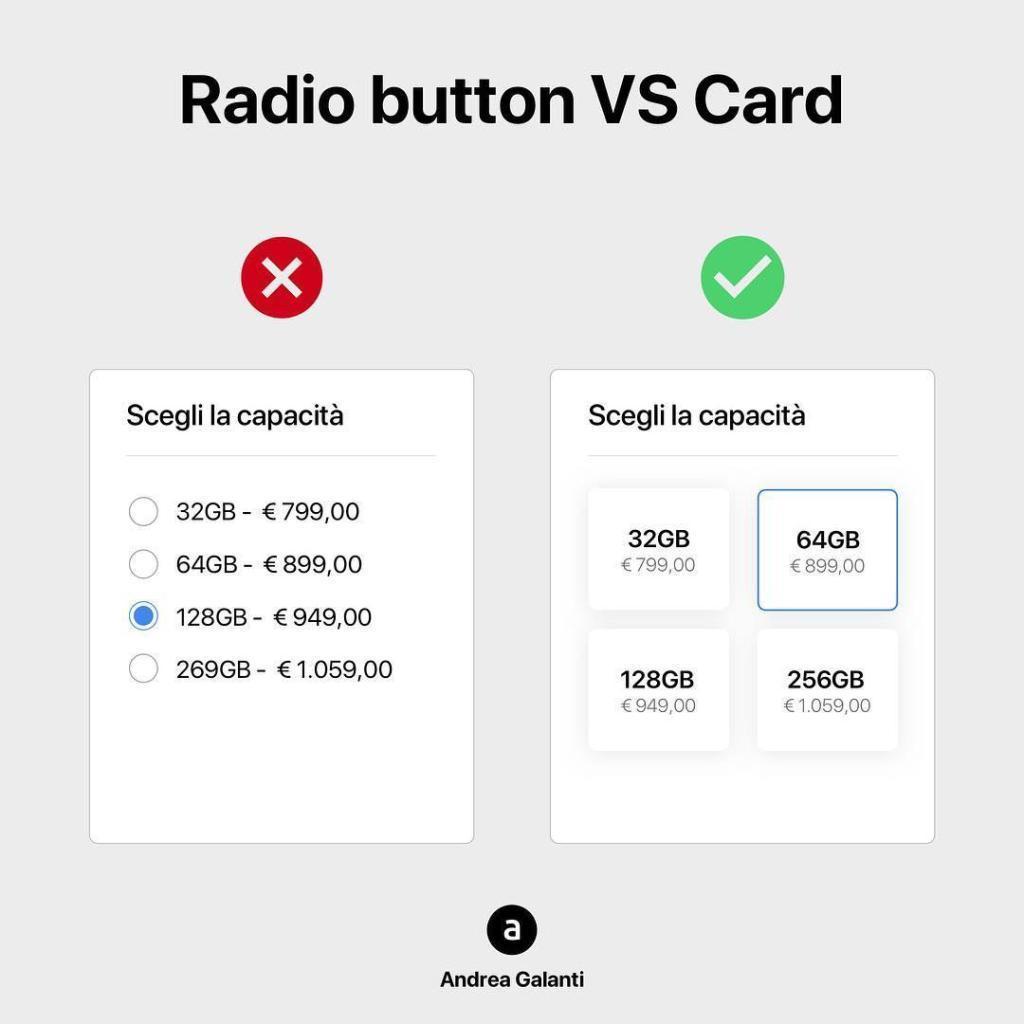 Radio button VS Card
Scegli la capacità
32GB - € 799,00
64GB - € 899,00
128GB - € 949,00
269GB - € 1.059,00
Scegli la capacità
32GB
€ 799,00
64GB
€ 899,00
128GB
€ 949,00
256GB
€ 1.059,00
a
Andrea Galanti